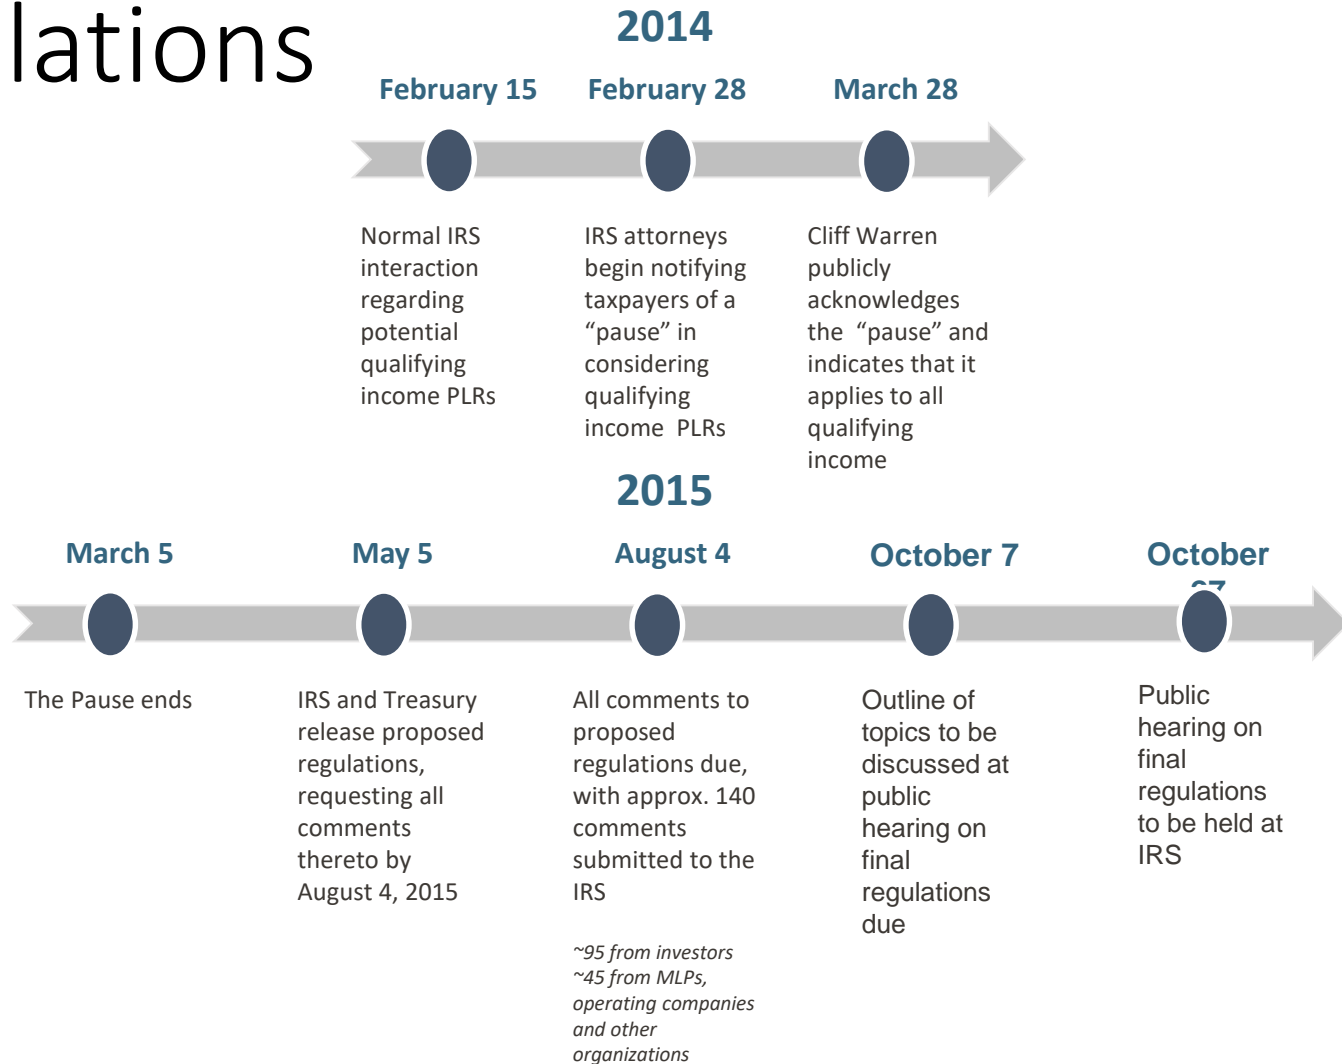 lations
2014
February 15
February 28
March 28
Normal IRS
interaction
regarding
potential
qualifying
income PLRs
IRS attorneys
begin notifying
taxpayers of a
“pause” in
considering
qualifying
income  PLRs
Cliff Warren
publicly
acknowledges
the  “pause” and
indicates that it
applies to all
qualifying
income
2015
March 5
May 5
August 4
October 7
October
The Pause ends
IRS and Treasury
release proposed
regulations,
requesting all
comments
thereto by
August 4, 2015
All comments to
proposed
regulations due,
with approx. 140
comments
submitted to the
IRS
~95 from investors
~45 from MLPs,
operating companies
and other
organizations
Outline of
topics to be
discussed at
public
hearing on
final
regulations
due
Public
hearing on
final
regulations
to be held at
IRS